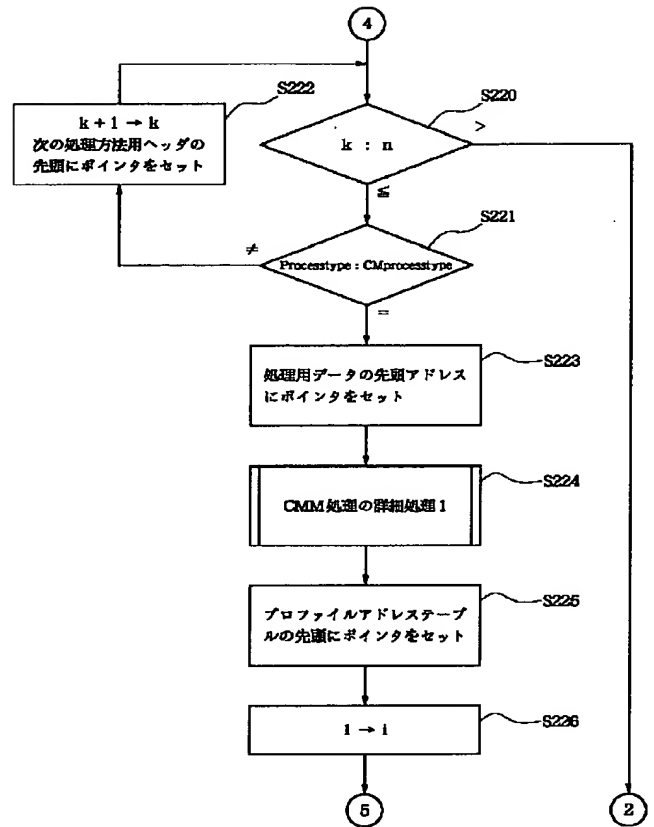 4
S222
k + 1 → k
次の処理方法用ヘッダの
先頭にポインタをセット
S220
>
k : n
≦
S221
≠
Processtype : CMprocesstype
=
S223
処理用データの先頭アドレス
にポインタをセット
S224
CMM処理の詳細処理1
S225
プロファイルアドレステーブ
ルの先頭にポインタをセット
S226
1 → i
5
2